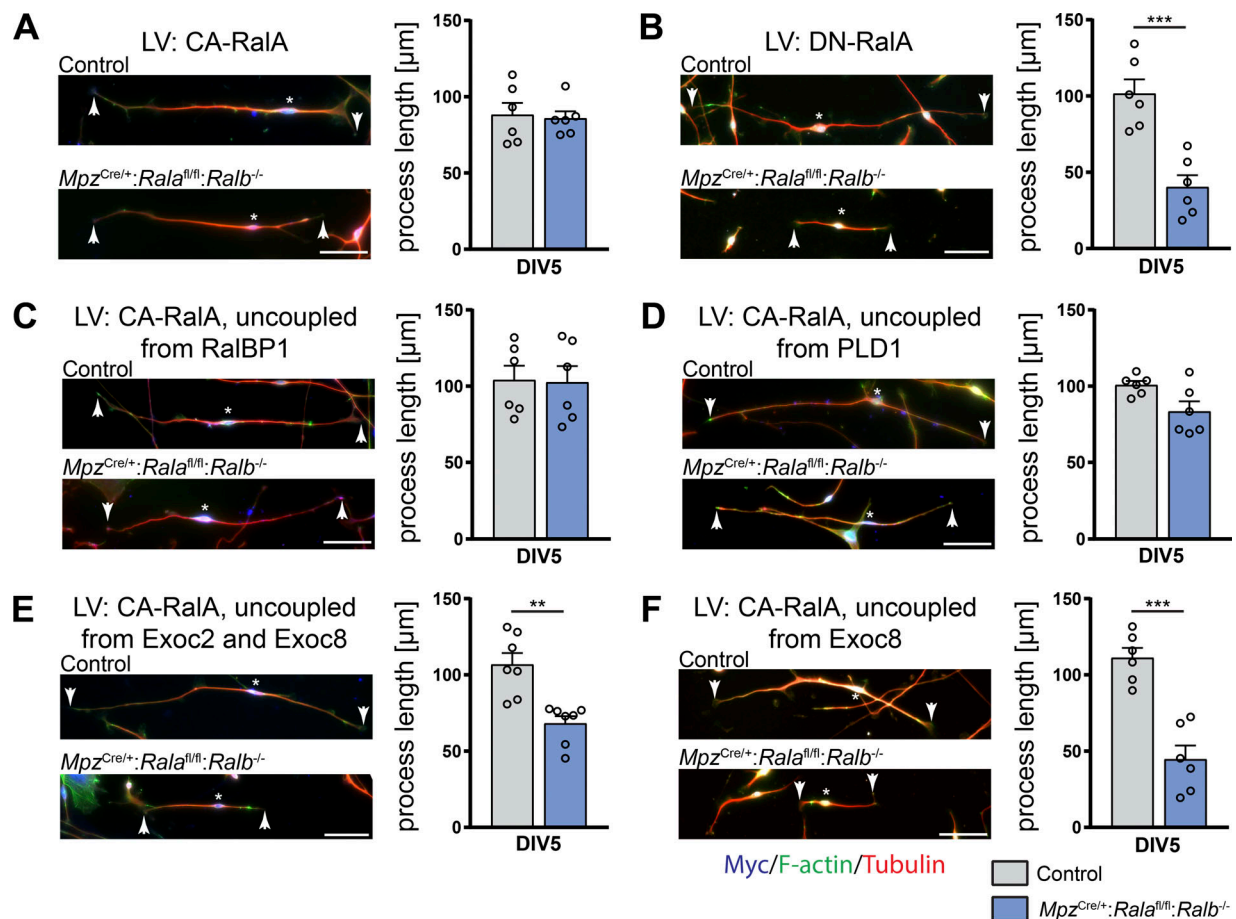 A
LV: CA-RalA
Control
Mpz^Cre/+:Rala^fl/fl:Ralb^-/-
*
*
process length [µm]
150
100
50
0
DIV5
B
LV: DN-RalA
Control
Mpz^Cre/+:Rala^fl/fl:Ralb^-/-
*
*
process length [µm]
150
100
50
0
***
DIV5
C
LV: CA-RalA, uncoupled
from RalBP1
Control
Mpz^Cre/+:Rala^fl/fl:Ralb^-/-
*
*
process length [µm]
150
100
50
0
DIV5
D
LV: CA-RalA, uncoupled
from PLD1
Control
Mpz^Cre/+:Rala^fl/fl:Ralb^-/-
*
*
process length [µm]
150
100
50
0
DIV5
E
LV: CA-RalA, uncoupled
from Exoc2 and Exoc8
Control
Mpz^Cre/+:Rala^fl/fl:Ralb^-/-
*
*
process length [µm]
150
100
50
0
**
DIV5
F
LV: CA-RalA, uncoupled
from Exoc8
Control
Mpz^Cre/+:Rala^fl/fl:Ralb^-/-
*
*
process length [µm]
150
100
50
0
***
DIV5
Myc/F-actin/Tubulin
Control
Mpz^Cre/+:Rala^fl/fl:Ralb^-/-